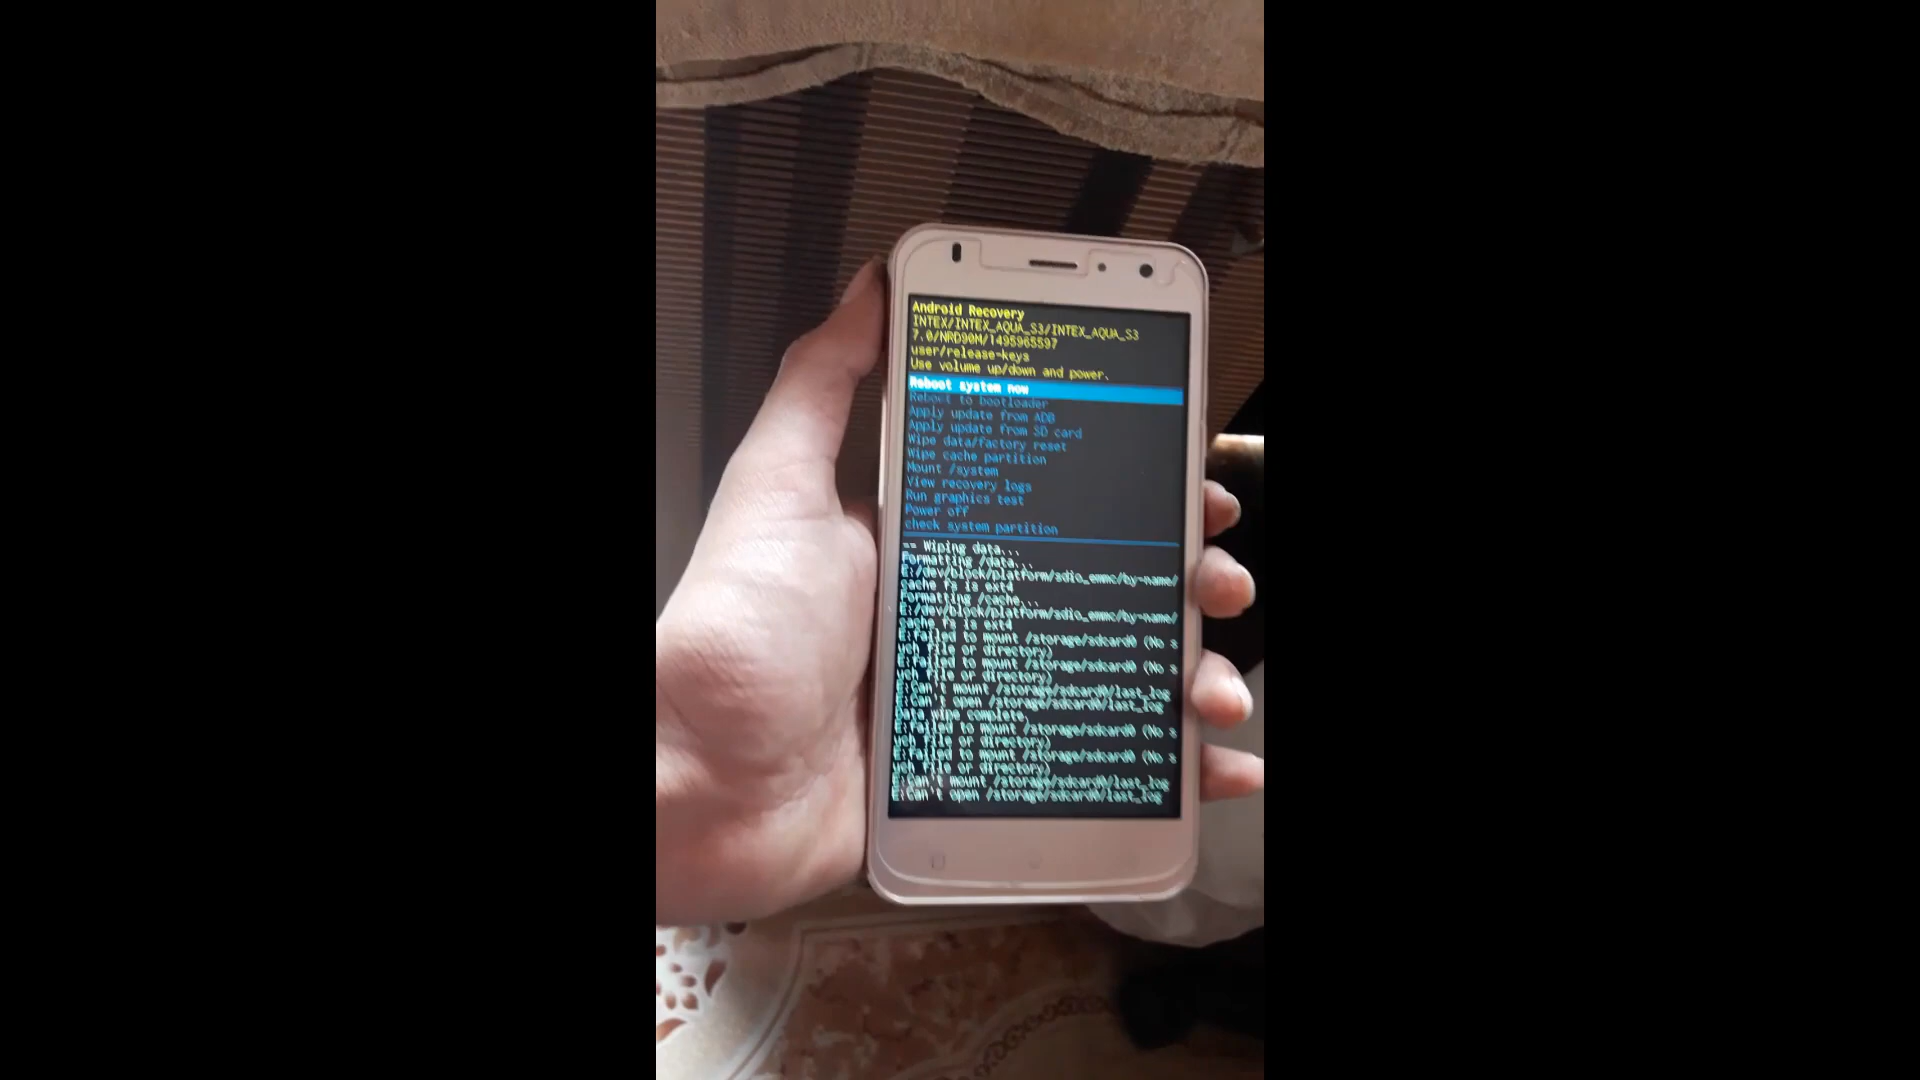 Android Recovery
INTEX/INTEX_AQUA_S3/INTEX_AQUA_S3
7.0/NRD90M/1495965597
user/release-keys
Use volume up/down and power.
Reboot system now
Reboot to bootloader
Apply update from ADB
Apply update from SD card
Wipe data/factory reset
Wipe cache partition
Mount /system
View recovery logs
Run graphics test
Power off
check system partition
-- Wiping data...
Formatting /data...
E:/dev/block/platform/sdio_emmc/by-name/
cache fs is ext4
Formatting /cache...
E:/dev/block/platform/sdio_emmc/by-name/
cache fs is ext4
E:failed to mount /storage/sdcard0 (No s
uch file or directory)
E:failed to mount /storage/sdcard0 (No s
uch file or directory)
E:Can't mount /storage/sdcard0/last_log
E:Can't open /storage/sdcard0/last_log
Data wipe complete.
E:failed to mount /storage/sdcard0 (No s
uch file or directory)
E:failed to mount /storage/sdcard0 (No s
uch file or directory)
E:Can't mount /storage/sdcard0/last_log
E:Can't open /storage/sdcard0/last_log